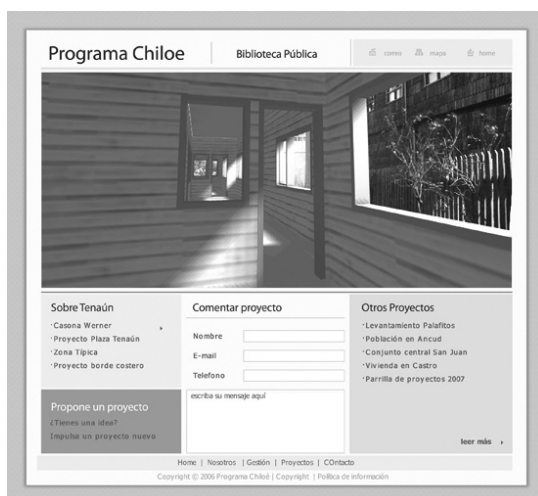 Programa Chiloe
Biblioteca Pública
correo mapa home
Sobre Tenaún
·Casona Werner
·Proyecto Plaza Tenaún
·Zona Típica
·Proyecto borde costero
Propone un proyecto
¿Tienes una idea?
Impulsa un proyecto nuevo
Comentar proyecto
Nombre
E-mail
Telefono
escriba su mensaje aquí
Otros Proyectos
·Levantamiento Palafitos
·Población en Ancud
·Conjunto central San Juan
·Vivienda en Castro
·Parrilla de proyectos 2007
leer más
Home | Nosotros | Gestión | Proyectos | COntacto
Copyright © 2006 Programa Chiloé | Copyright | Política de información